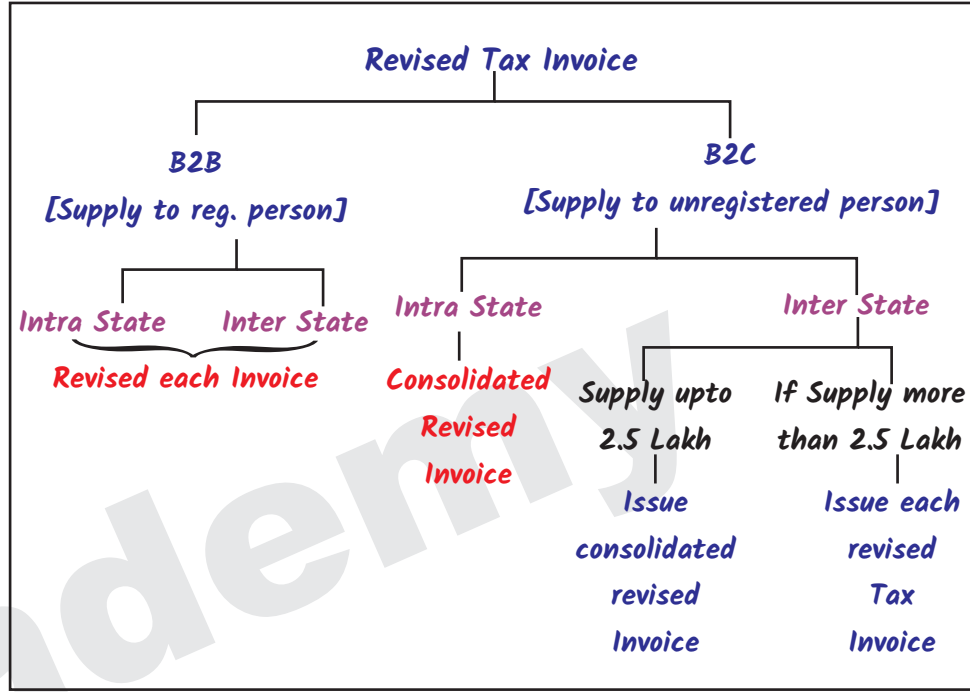 Revised Tax Invoice
B2B
[Supply to reg. person]
Intra State
Inter State
Revised each Invoice
B2C
[Supply to unregistered person]
Intra State
Consolidated
Revised
Invoice
Inter State
Supply upto
2.5 Lakh
Issue
consolidated
revised
Invoice
If Supply more
than 2.5 Lakh
Issue each
revised
Tax
Invoice
demy